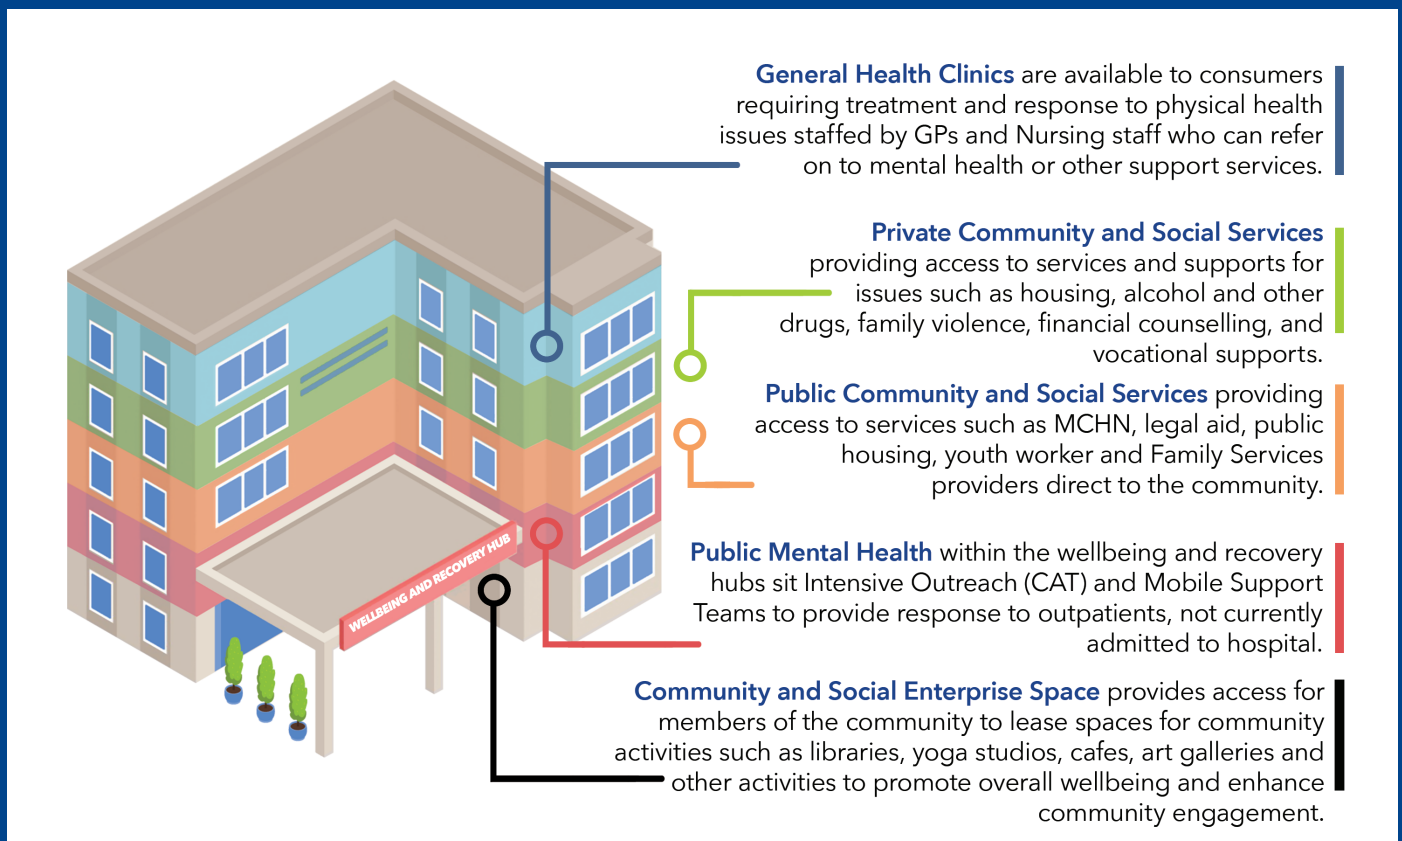 General Health Clinics are available to consumers
requiring treatment and response to physical health
issues staffed by GPs and Nursing staff who can refer
on to mental health or other support services.
Private Community and Social Services
providing access to services and supports for
issues such as housing, alcohol and other
drugs, family violence, financial counselling, and
vocational supports.
Public Community and Social Services providing
access to services such as MCHN, legal aid, public
housing, youth worker and Family Services
providers direct to the community.
WELLBEING AND RECOVERY HUB
Public Mental Health within the wellbeing and recovery
hubs sit Intensive Outreach (CAT) and Mobile Support
Teams to provide response to outpatients, not currently
admitted to hospital.
Community and Social Enterprise Space provides access for
members of the community to lease spaces for community
activities such as libraries, yoga studios, cafes, art galleries and
other activities to promote overall wellbeing and enhance
community engagement.